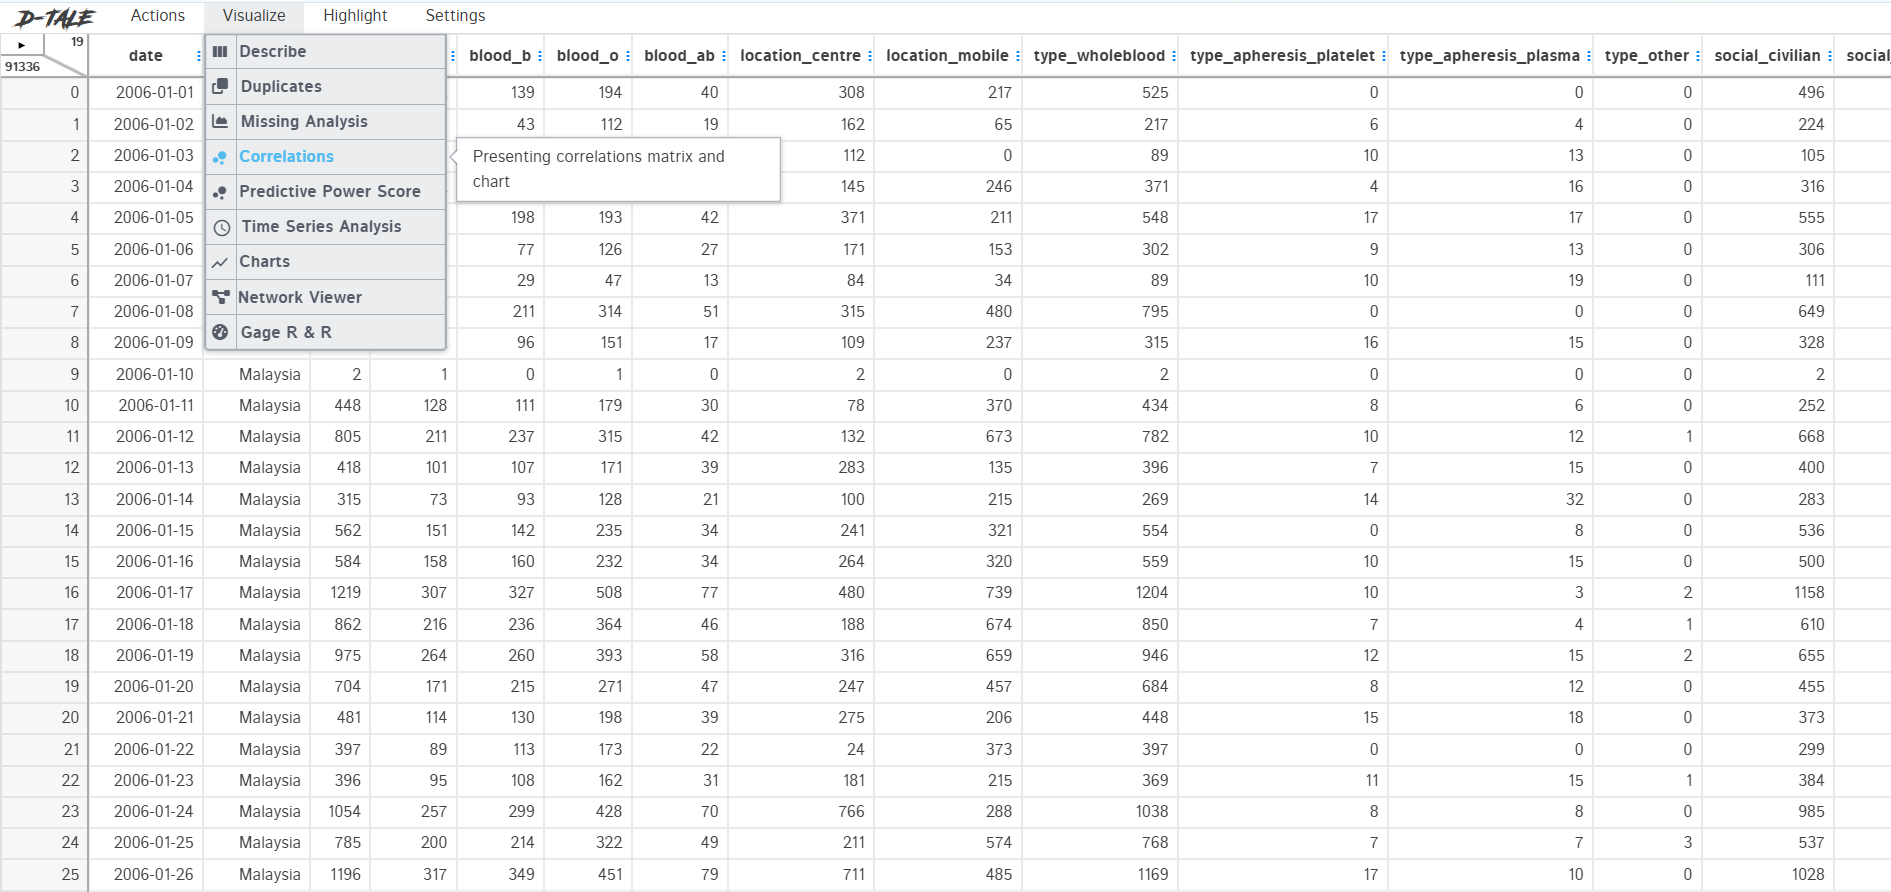 D-TALE Actions Visualize Highlight Settings
► 19
91336
date blood_b blood_o blood_ab location_centre location_mobile type_wholeblood type_apheresis_platelet type_apheresis_plasma type_other social_civilian social_
Describe
Duplicates
Missing Analysis
Correlations
Predictive Power Score
Time Series Analysis
Charts
Network Viewer
Gage R & R
Presenting correlations matrix and
chart
0 2006-01-01 139 194 40 308 217 525 0 0 0 496
1 2006-01-02 43 112 19 162 65 217 6 4 0 224
2 2006-01-03 112 0 89 10 13 0 105
3 2006-01-04 145 246 371 4 16 0 316
4 2006-01-05 198 193 42 371 211 548 17 17 0 555
5 2006-01-06 77 126 27 171 153 302 9 13 0 306
6 2006-01-07 29 47 13 84 34 89 10 19 0 111
7 2006-01-08 211 314 51 315 480 795 0 0 0 649
8 2006-01-09 96 151 17 109 237 315 16 15 0 328
9 2006-01-10 Malaysia 2 1 0 1 0 2 0 2 0 0 0 2
10 2006-01-11 Malaysia 448 128 111 179 30 78 370 434 8 6 0 252
11 2006-01-12 Malaysia 805 211 237 315 42 132 673 782 10 12 1 668
12 2006-01-13 Malaysia 418 101 107 171 39 283 135 396 7 15 0 400
13 2006-01-14 Malaysia 315 73 93 128 21 100 215 269 14 32 0 283
14 2006-01-15 Malaysia 562 151 142 235 34 241 321 554 0 8 0 536
15 2006-01-16 Malaysia 584 158 160 232 34 264 320 559 10 15 0 500
16 2006-01-17 Malaysia 1219 307 327 508 77 480 739 1204 10 3 2 1158
17 2006-01-18 Malaysia 862 216 236 364 46 188 674 850 7 4 1 610
18 2006-01-19 Malaysia 975 264 260 393 58 316 659 946 12 15 2 655
19 2006-01-20 Malaysia 704 171 215 271 47 247 457 684 8 12 0 455
20 2006-01-21 Malaysia 481 114 130 198 39 275 206 448 15 18 0 373
21 2006-01-22 Malaysia 397 89 113 173 22 24 373 397 0 0 0 299
22 2006-01-23 Malaysia 396 95 108 162 31 181 215 369 11 15 1 384
23 2006-01-24 Malaysia 1054 257 299 428 70 766 288 1038 8 8 0 985
24 2006-01-25 Malaysia 785 200 214 322 49 211 574 768 7 7 3 537
25 2006-01-26 Malaysia 1196 317 349 451 79 711 485 1169 17 10 0 1028